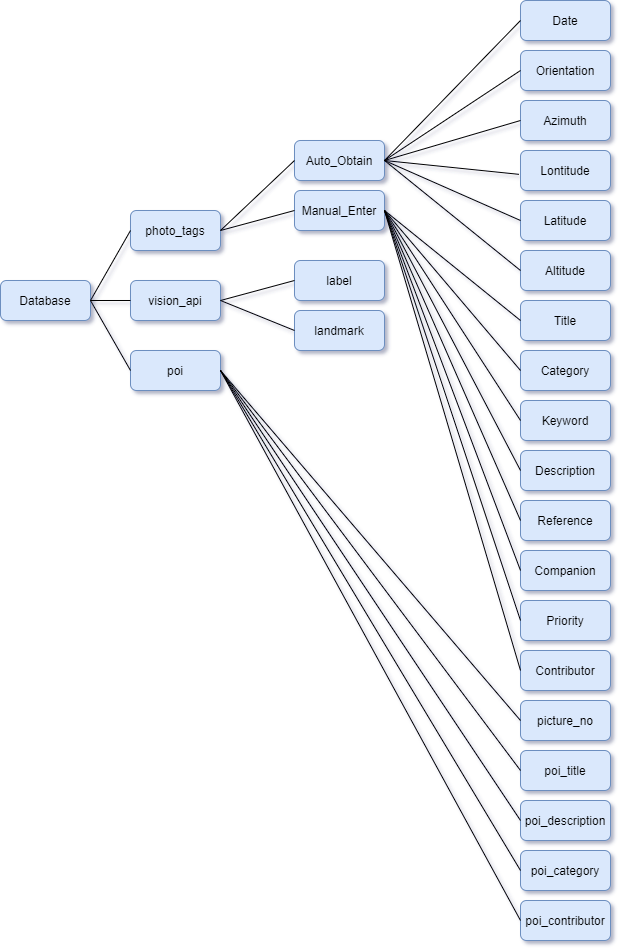 Database
photo_tags
vision_api
poi
Auto_Obtain
Manual_Enter
label
landmark
Date
Orientation
Azimuth
Lontitude
Latitude
Altitude
Title
Category
Keyword
Description
Reference
Companion
Priority
Contributor
picture_no
poi_title
poi_description
poi_category
poi_contributor